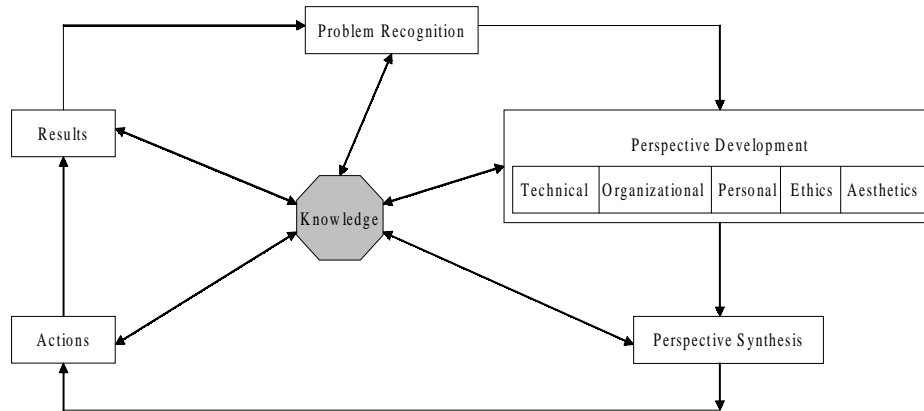 Problem Recognition
Results
Perspective Development
Technical Organizational Personal Ethics Aesthetics
Knowledge
Actions
Perspective Synthesis